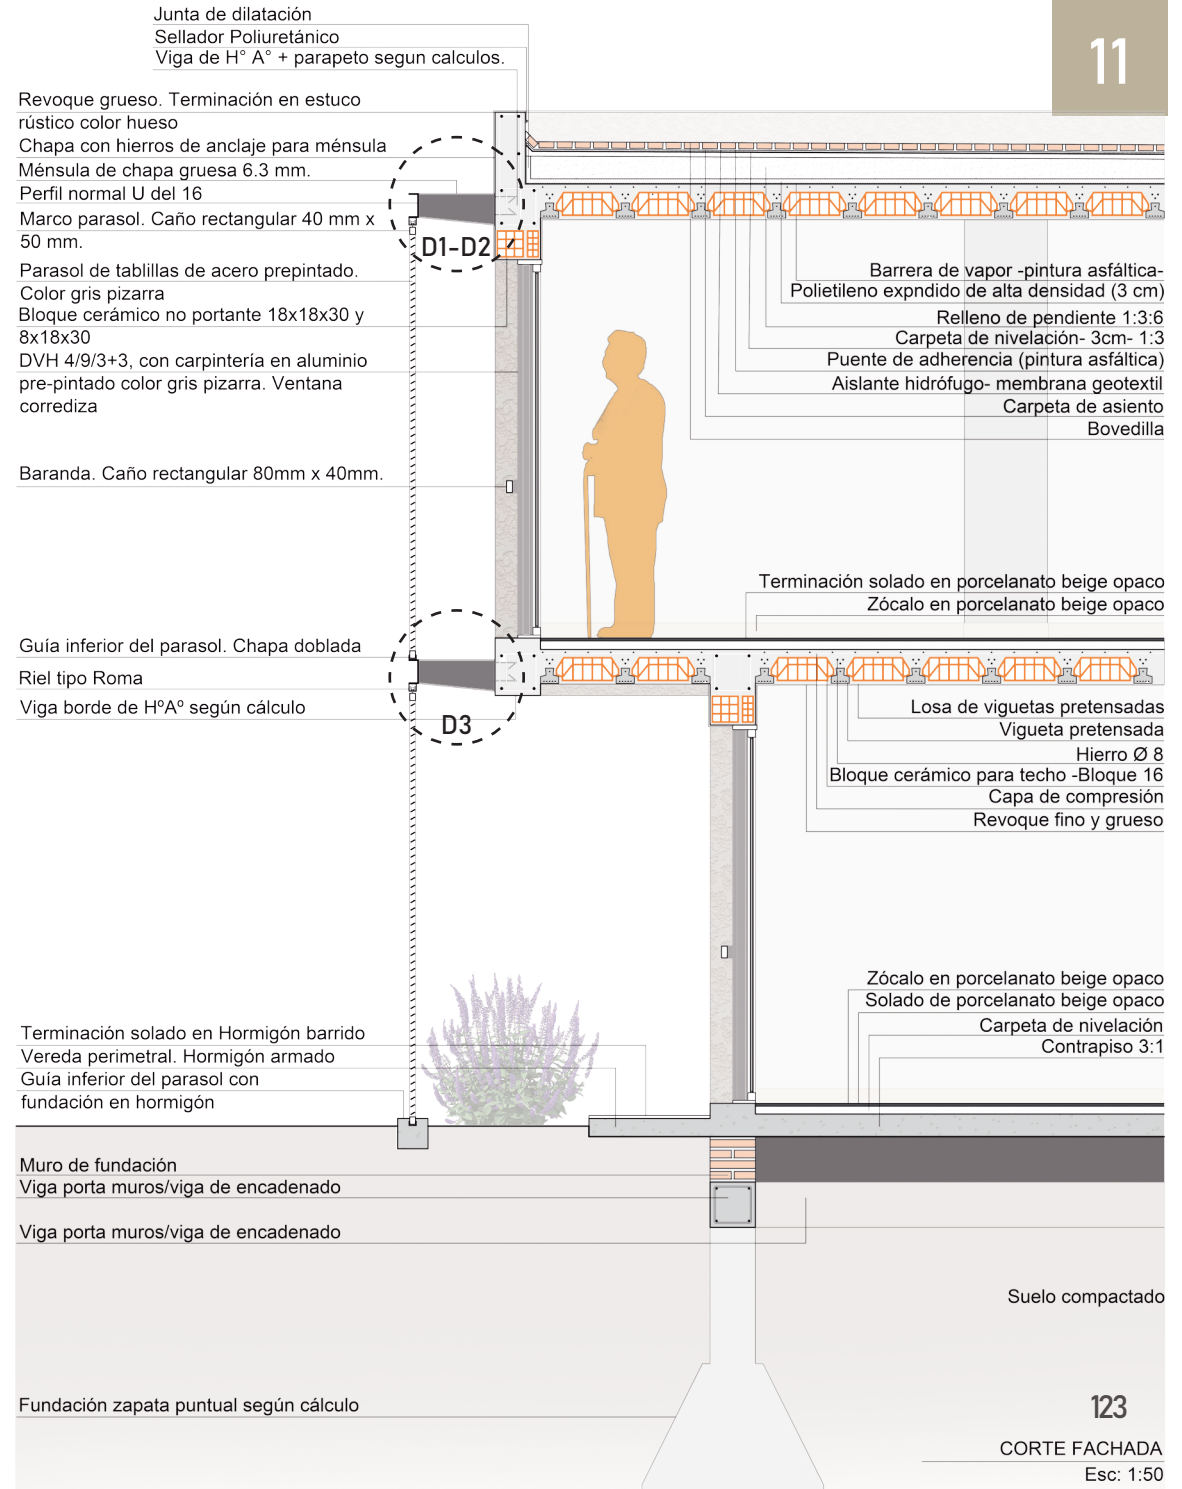 11
Junta de dilatación
Sellador Poliuretánico
Viga de H° A° + parapeto segun calculos.
Revoque grueso. Terminación en estuco
rústico color hueso
Chapa con hierros de anclaje para ménsula
Ménsula de chapa gruesa 6.3 mm.
Perfil normal U del 16
Marco parasol. Caño rectangular 40 mm x
50 mm.
Parasol de tablillas de acero prepintado.
Color gris pizarra
Bloque cerámico no portante 18x18x30 y
8x18x30
DVH 4/9/3+3, con carpintería en aluminio
pre-pintado color gris pizarra. Ventana
corrediza
Baranda. Caño rectangular 80mm x 40mm.
D1-D2
Barrera de vapor -pintura asfáltica-
Polietileno expndido de alta densidad (3 cm)
Relleno de pendiente 1:3:6
Carpeta de nivelación- 3cm- 1:3
Puente de adherencia (pintura asfáltica)
Aislante hidrófugo- membrana geotextil
Carpeta de asiento
Bovedilla
Terminación solado en porcelanato beige opaco
Zócalo en porcelanato beige opaco
Guía inferior del parasol. Chapa doblada
Riel tipo Roma
Viga borde de HºAº según cálculo
D3
Losa de viguetas pretensadas
Vigueta pretensada
Hierro Ø 8
Bloque cerámico para techo -Bloque 16
Capa de compresión
Revoque fino y grueso
Zócalo en porcelanato beige opaco
Solado de porcelanato beige opaco
Carpeta de nivelación
Contrapiso 3:1
Terminación solado en Hormigón barrido
Vereda perimetral. Hormigón armado
Guía inferior del parasol con
fundación en hormigón
Muro de fundación
Viga porta muros/viga de encadenado
Viga porta muros/viga de encadenado
Suelo compactado
Fundación zapata puntual según cálculo
123
CORTE FACHADA
Esc: 1:50